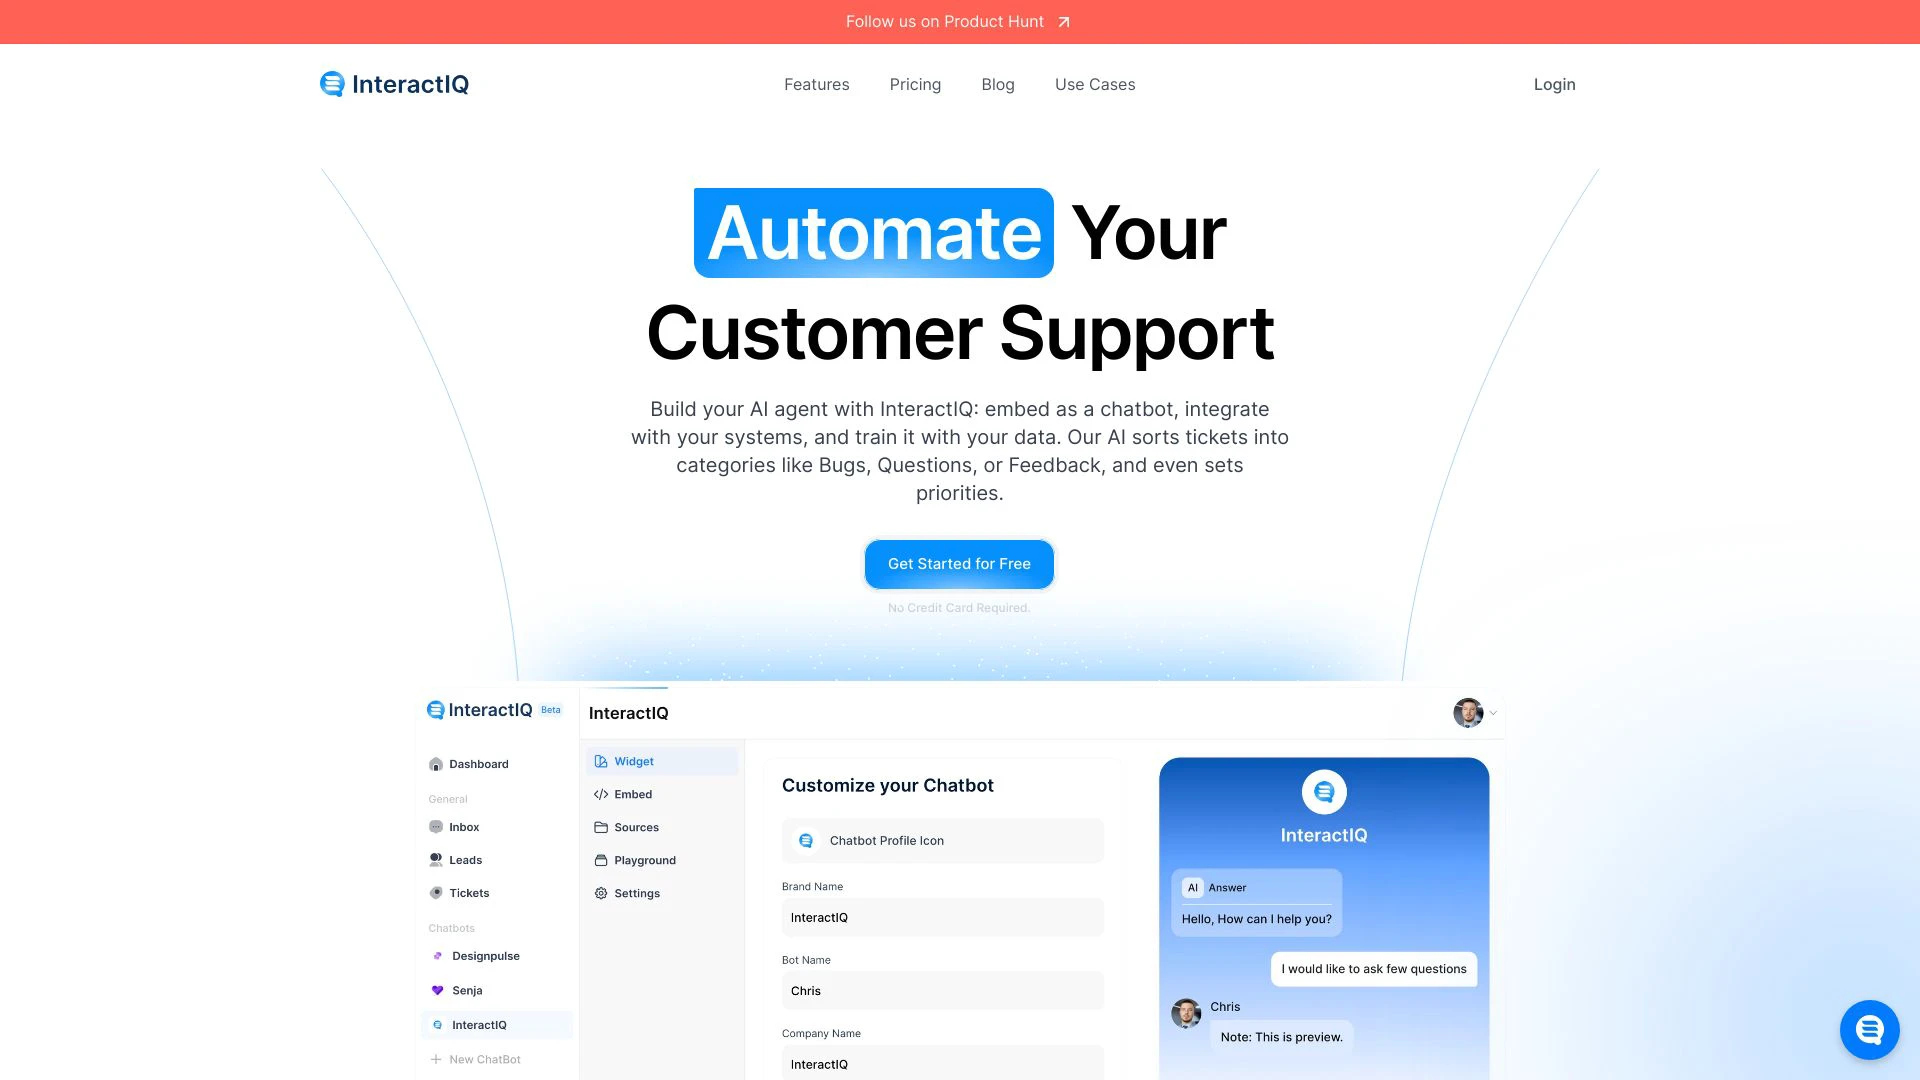 Follow us on Product Hunt
InteractIQ
Features
Pricing
Blog
Use Cases
Login
Automate Your
Customer Support
Build your AI agent with InteractIQ: embed as a chatbot, integrate
with your systems, and train it with your data. Our AI sorts tickets into
categories like Bugs, Questions, or Feedback, and even sets
priorities.
Get Started for Free
No Credit Card Required.
InteractIQ Beta
Dashboard
General
Inbox
Leads
Tickets
Chatbots
Designpulse
Senja
InteractIQ
New ChatBot
InteractIQ
Widget
Embed
Sources
Playground
Settings
Customize your Chatbot
Chatbot Profile Icon
Brand Name
InteractIQ
Bot Name
Chris
Company Name
InteractIQ
InteractIQ
AI Answer
Hello, How can I help you?
I would like to ask few questions
Chris
Note: This is preview.